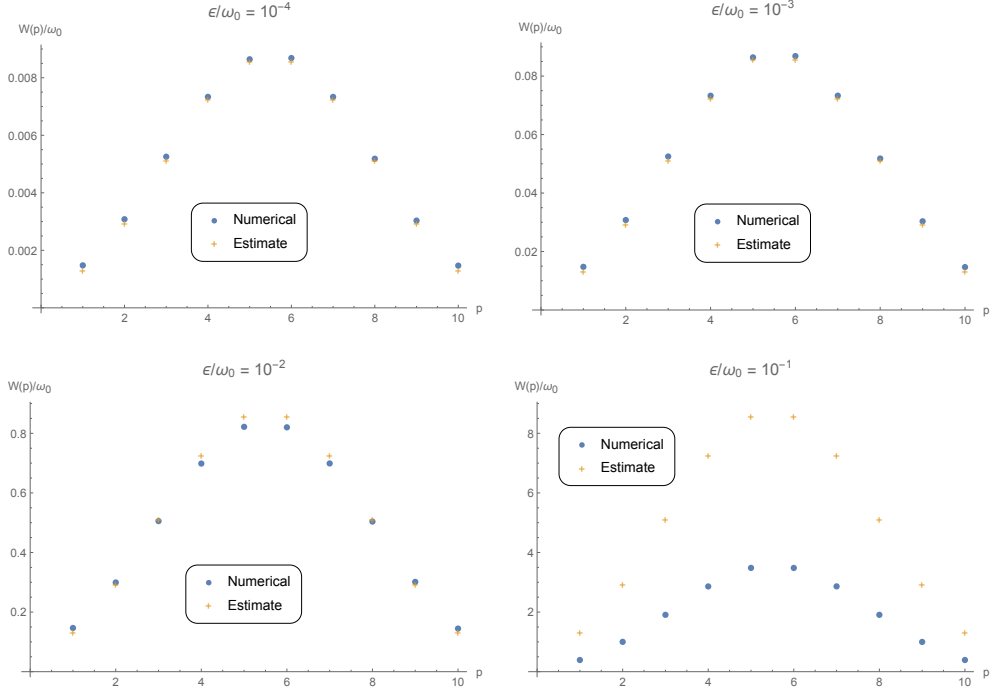 ϵ/ω₀ = 10⁻⁴
W(p)/ω₀
0.008
0.006
0.004
0.002
Numerical
Estimate
2 4 6 8 10 p
ϵ/ω₀ = 10⁻³
W(p)/ω₀
0.08
0.06
0.04
0.02
Numerical
Estimate
2 4 6 8 10 p
ϵ/ω₀ = 10⁻²
W(p)/ω₀
0.8
0.6
0.4
0.2
Numerical
Estimate
2 4 6 8 10 p
ϵ/ω₀ = 10⁻¹
W(p)/ω₀
8
6
4
2
Numerical
Estimate
2 4 6 8 10 p